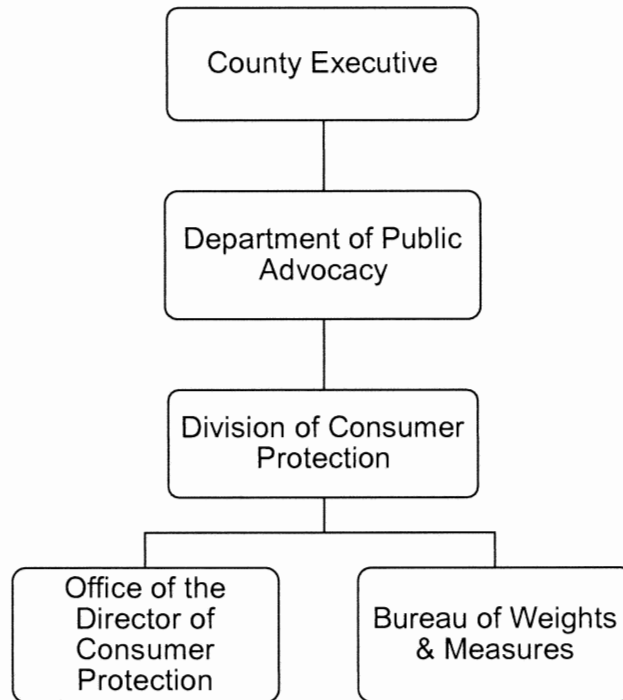 County Executive
Department of Public
Advocacy
Division of Consumer
Protection
Office of the
Director of
Consumer
Protection
Bureau of Weights
& Measures